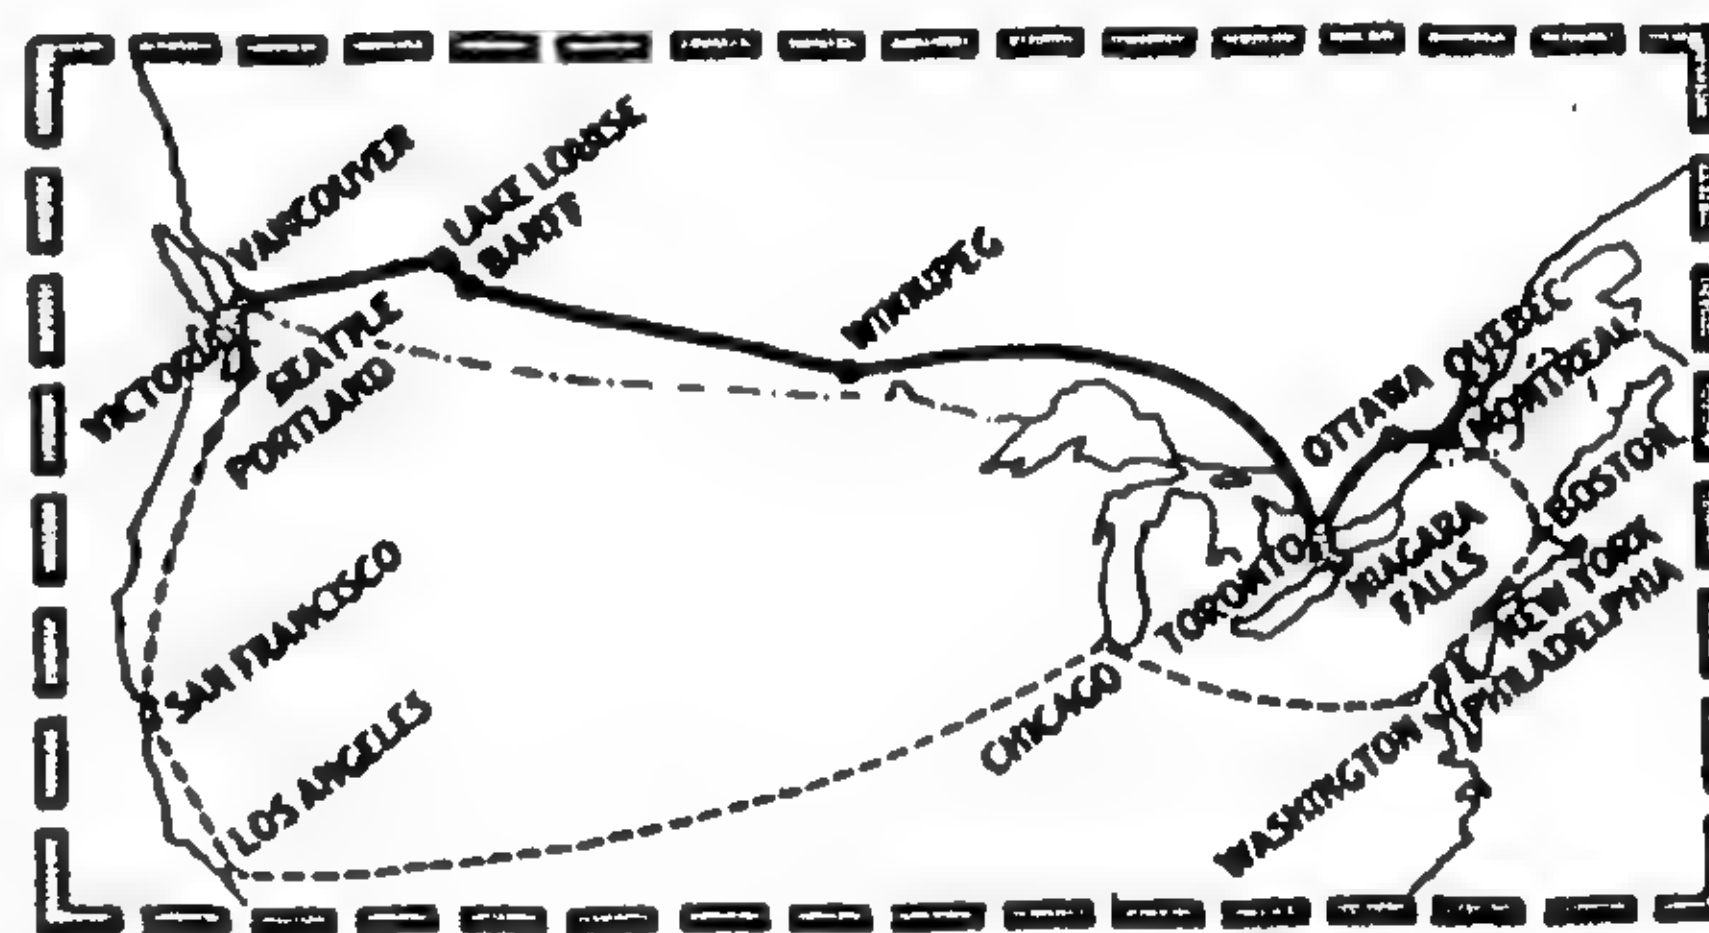 VANCOUVER
LAKE LOUISE
BANFF
WINNIPEG
VICTORIA
SEATTLE
PORTLAND
OTTAWA
QUEBEC
MONTREAL
BOSTON
SAN FRANCISCO
TORONTO
NIAGARA
FALLS
NEW YORK
PHILADELPHIA
LOS ANGELES
CHICAGO
WASHINGTON